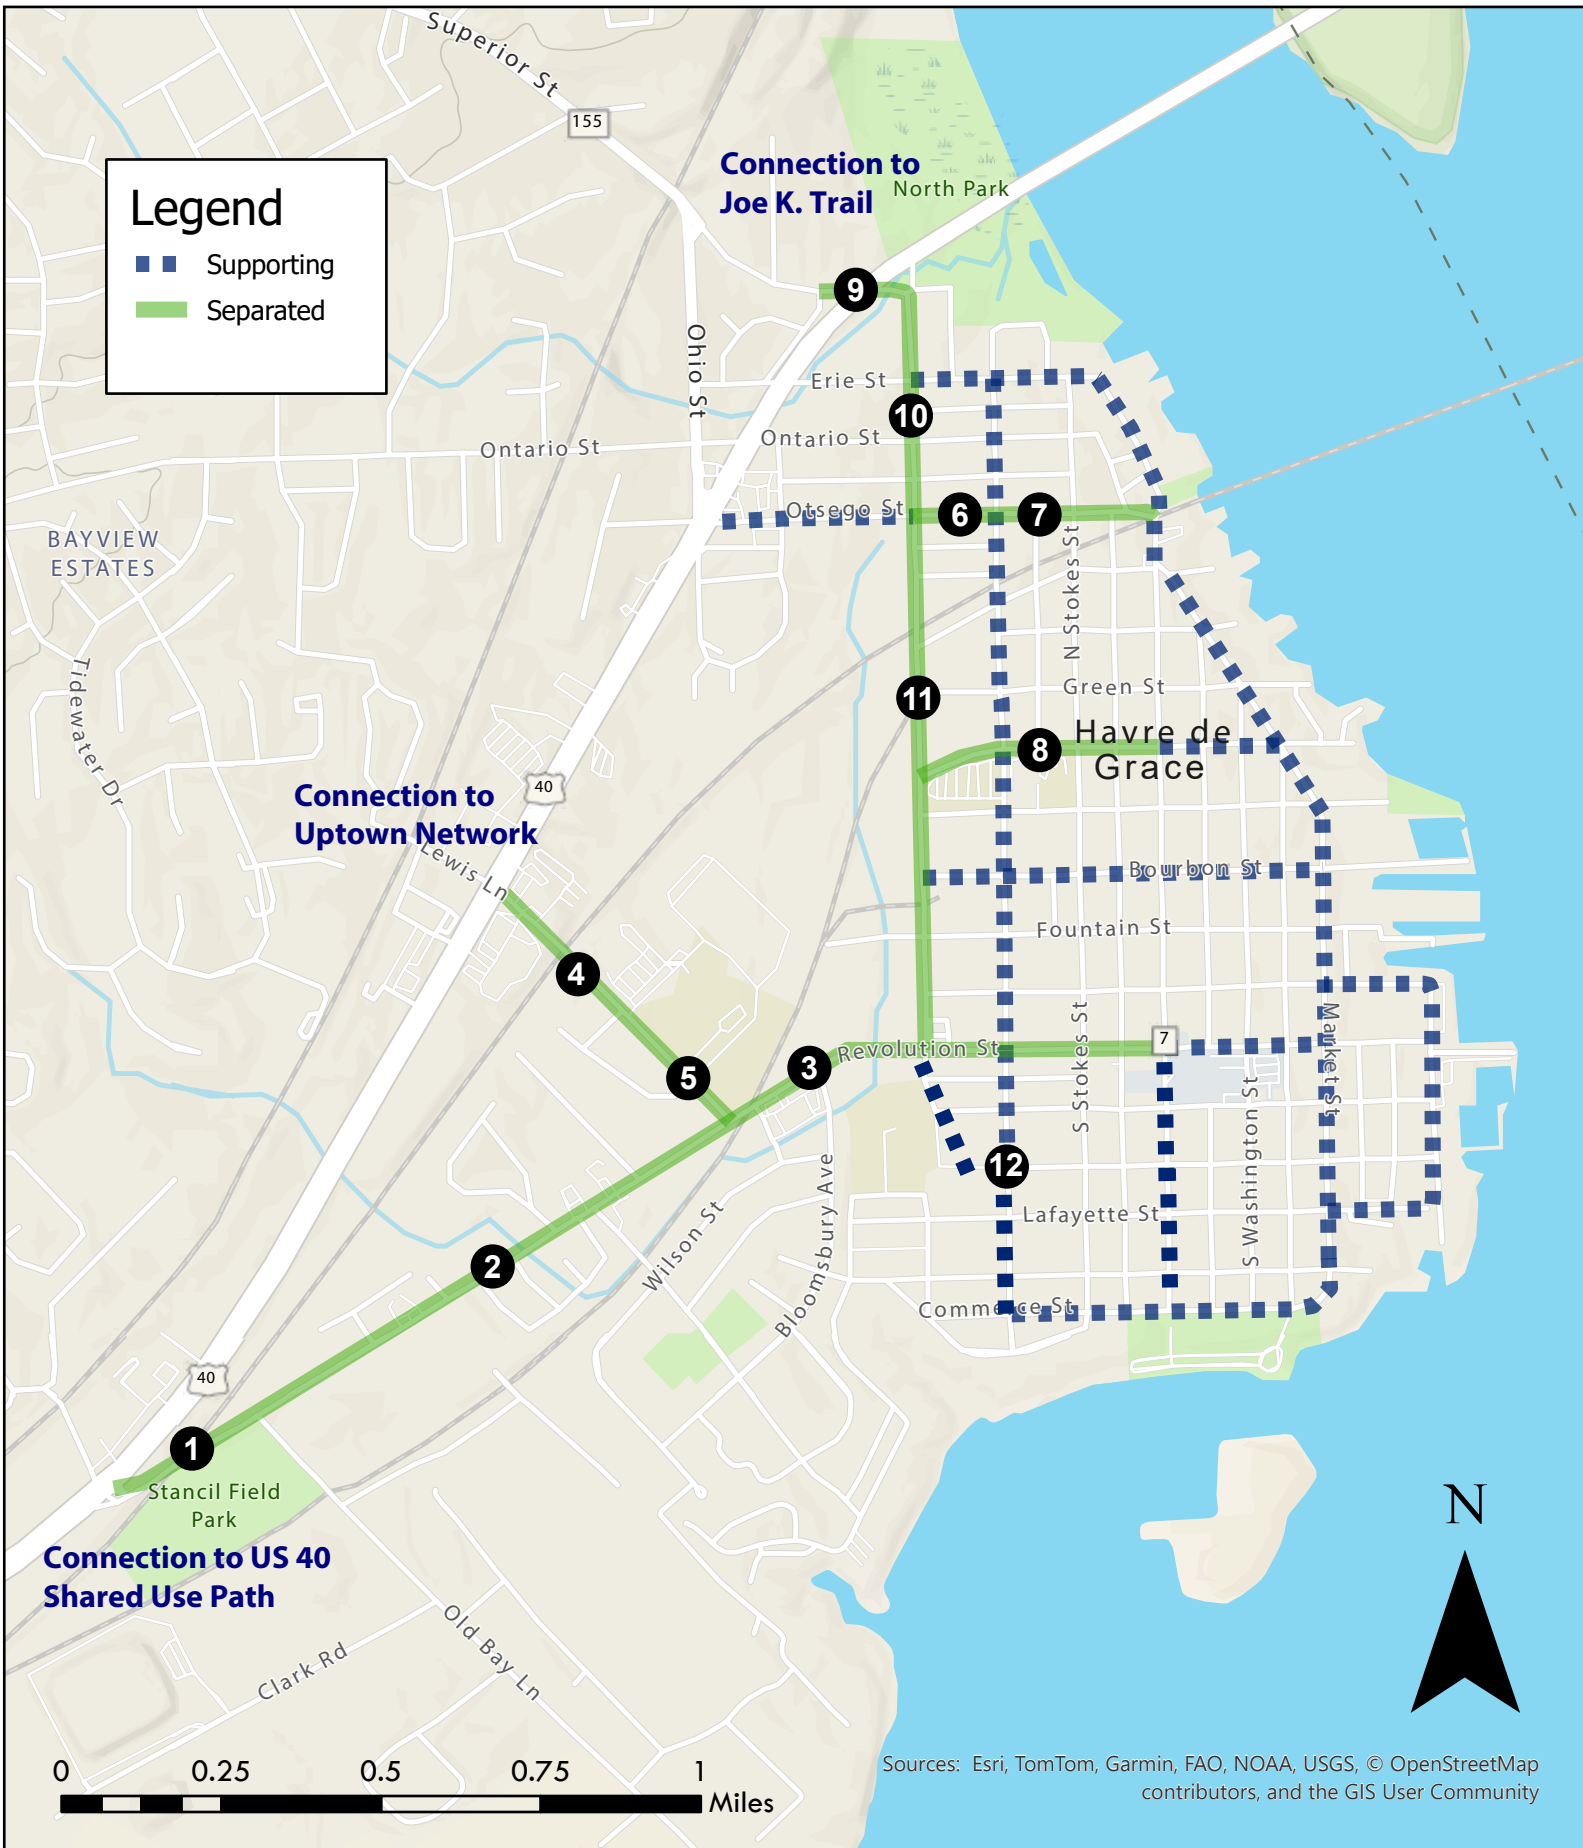 Superior St
155
Connection to
Joe K. Trail
North Park
Legend
Supporting
Separated
9
Ohio St
Erie St
10
Ontario St
Ontario St
Otsego St
6
7
BAYVIEW
ESTATES
N Stokes St
Tidewater Dr
Green St
11
Havre de
Grace
8
40
Connection to
Uptown Network
Lewis Ln
Bourbon St
Fountain St
4
S Stokes St
Market St
7
Revolution St
3
5
S Washington St
12
Bloomsbury Ave
Lafayette St
Wilson St
2
Commerce St
40
1
Stancil Field
Park
N
Connection to US 40
Shared Use Path
Old Bay Ln
Clark Rd
0 0.25 0.5 0.75 1
Miles
Sources: Esri, TomTom, Garmin, FAO, NOAA, USGS, © OpenStreetMap
contributors, and the GIS User Community